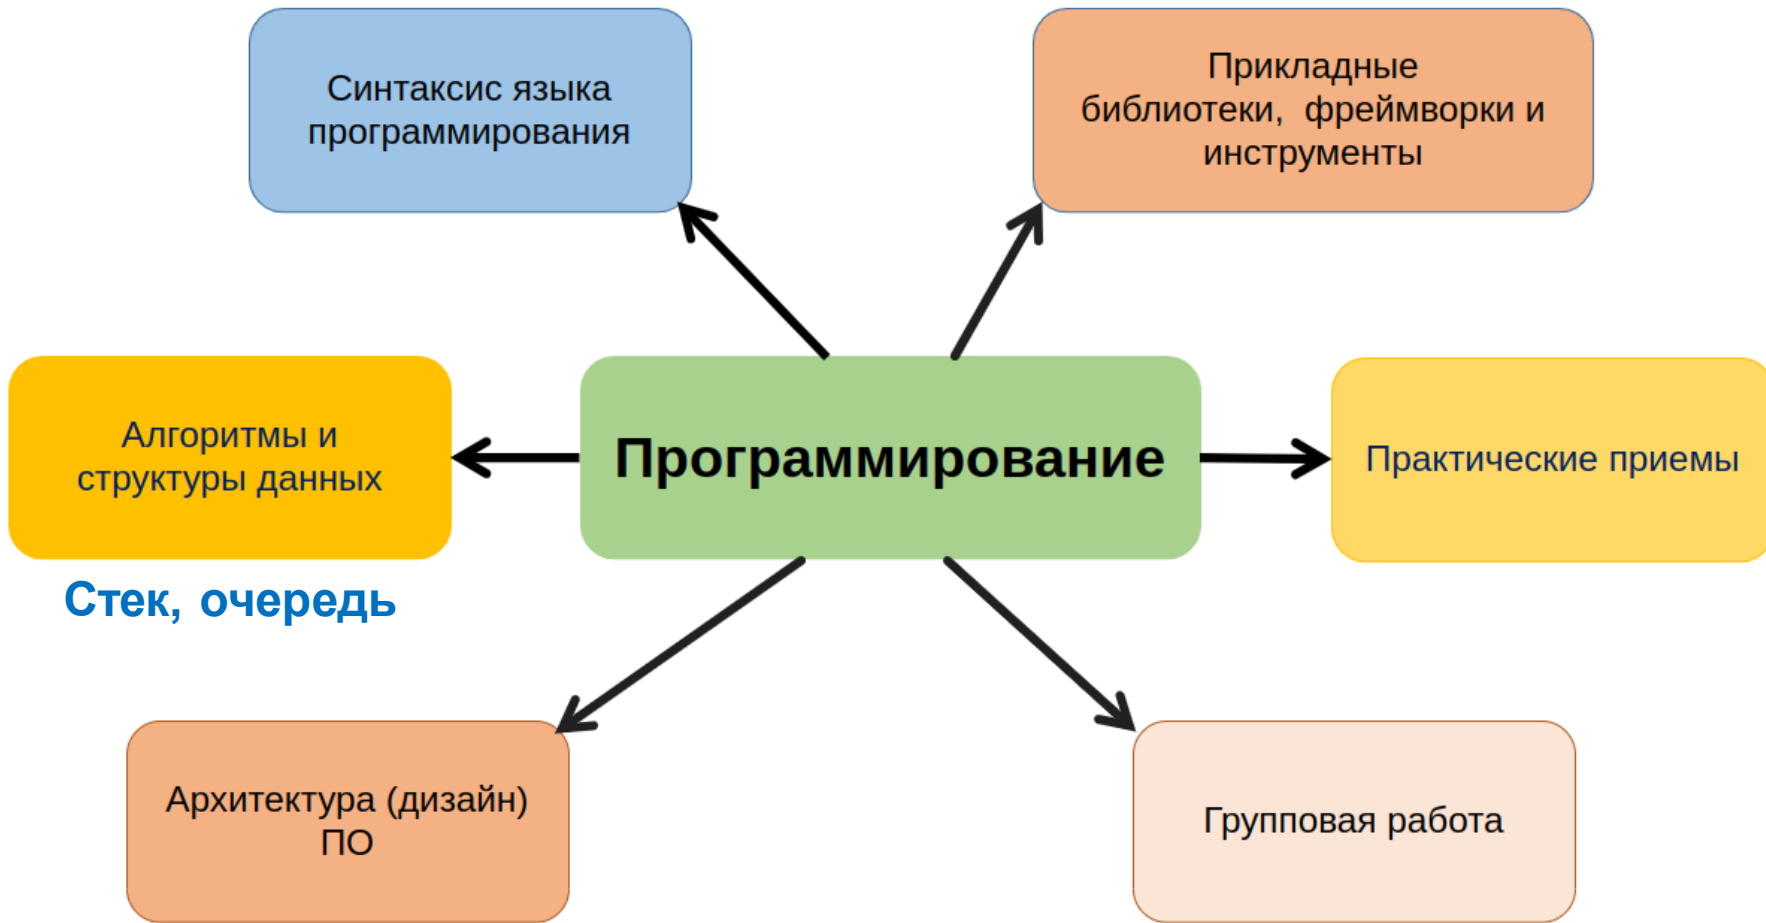 Синтаксис языка
программирования
Прикладные
библиотеки, фреймворки и
инструменты
Алгоритмы и
структуры данных
Программирование
Практические приемы
Стек, очередь
Архитектура (дизайн)
ПО
Групповая работа